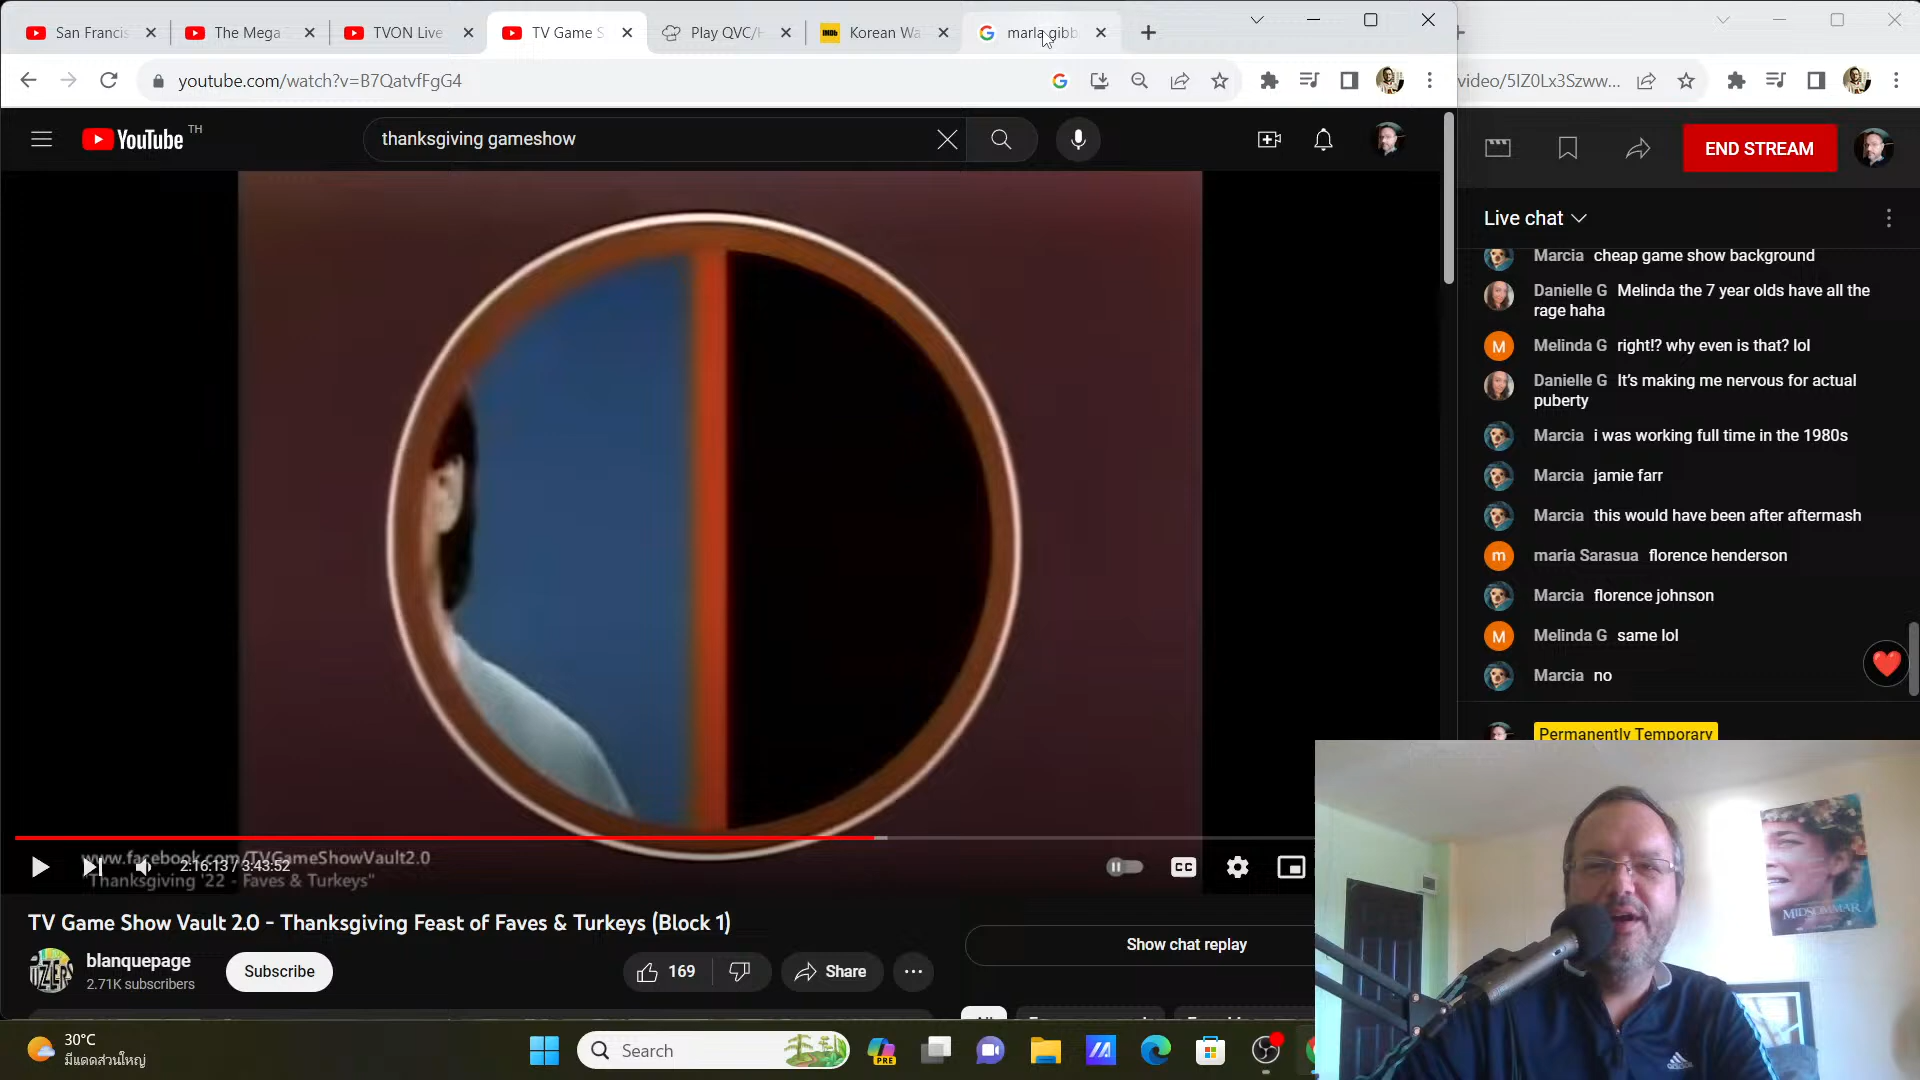 San Francis
The Mega
TVON Live
TV Game S
Play QVC/H
IMDb
Korean Wa
marla gibb
youtube.com/watch?v=B7QatvfFgG4
video/5IZ0Lx3Szww...
YouTube TH
thanksgiving gameshow
END STREAM
Live chat
Marcia cheap game show background
Danielle G Melinda the 7 year olds have all the
rage haha
M
Melinda G right!? why even is that? lol
Danielle G It's making me nervous for actual
puberty
Marcia i was working full time in the 1980s
Marcia jamie farr
Marcia this would have been after aftermash
m
maria Sarasua florence henderson
Marcia florence johnson
M
Melinda G same lol
Marcia no
Permanently Temporary
www.facebook.com/TVGameShowVault2.0
2:16:13 / 3:43:52
CC
"Thanksgiving '22 - Faves & Turkeys"
MIDSOMMAR
TV Game Show Vault 2.0 - Thanksgiving Feast of Faves & Turkeys (Block 1)
blanquepage
2.71K subscribers
Subscribe
169
Share
Show chat replay
30°C
มีแดดส่วนใหญ่
Search
PRE